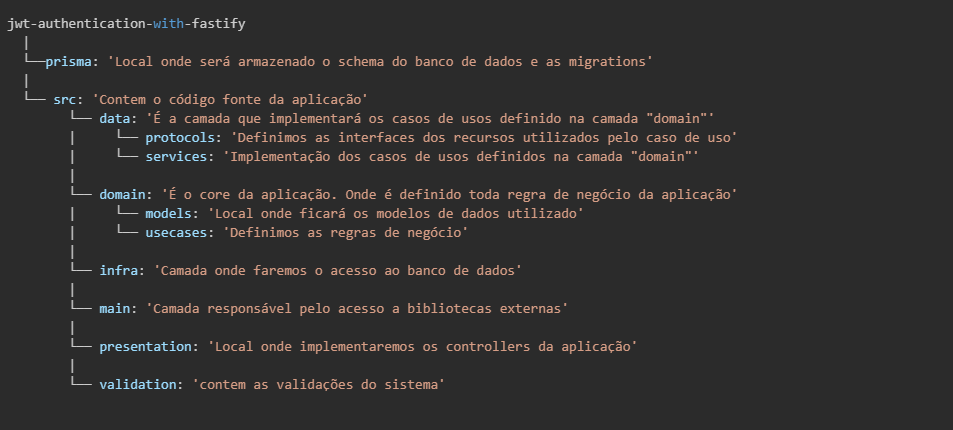 jwt-authentication-with-fastify
|
└──prisma: 'Local onde será armazenado o schema do banco de dados e as migrations'
|
└── src: 'Contem o código fonte da aplicação'
└── data: 'É a camada que implementará os casos de usos definido na camada "domain"'
|     └── protocols: 'Definimos as interfaces dos recursos utilizados pelo caso de uso'
|     └── services: 'Implementação dos casos de usos definidos na camada "domain"'
|
└── domain: 'É o core da aplicação. Onde é definido toda regra de negócio da aplicação'
|     └── models: 'Local onde ficará os modelos de dados utilizado'
|     └── usecases: 'Definimos as regras de negócio'
|
└── infra: 'Camada onde faremos o acesso ao banco de dados'
|
└── main: 'Camada responsável pelo acesso a bibliotecas externas'
|
└── presentation: 'Local onde implementaremos os controllers da aplicação'
|
└── validation: 'contem as validações do sistema'